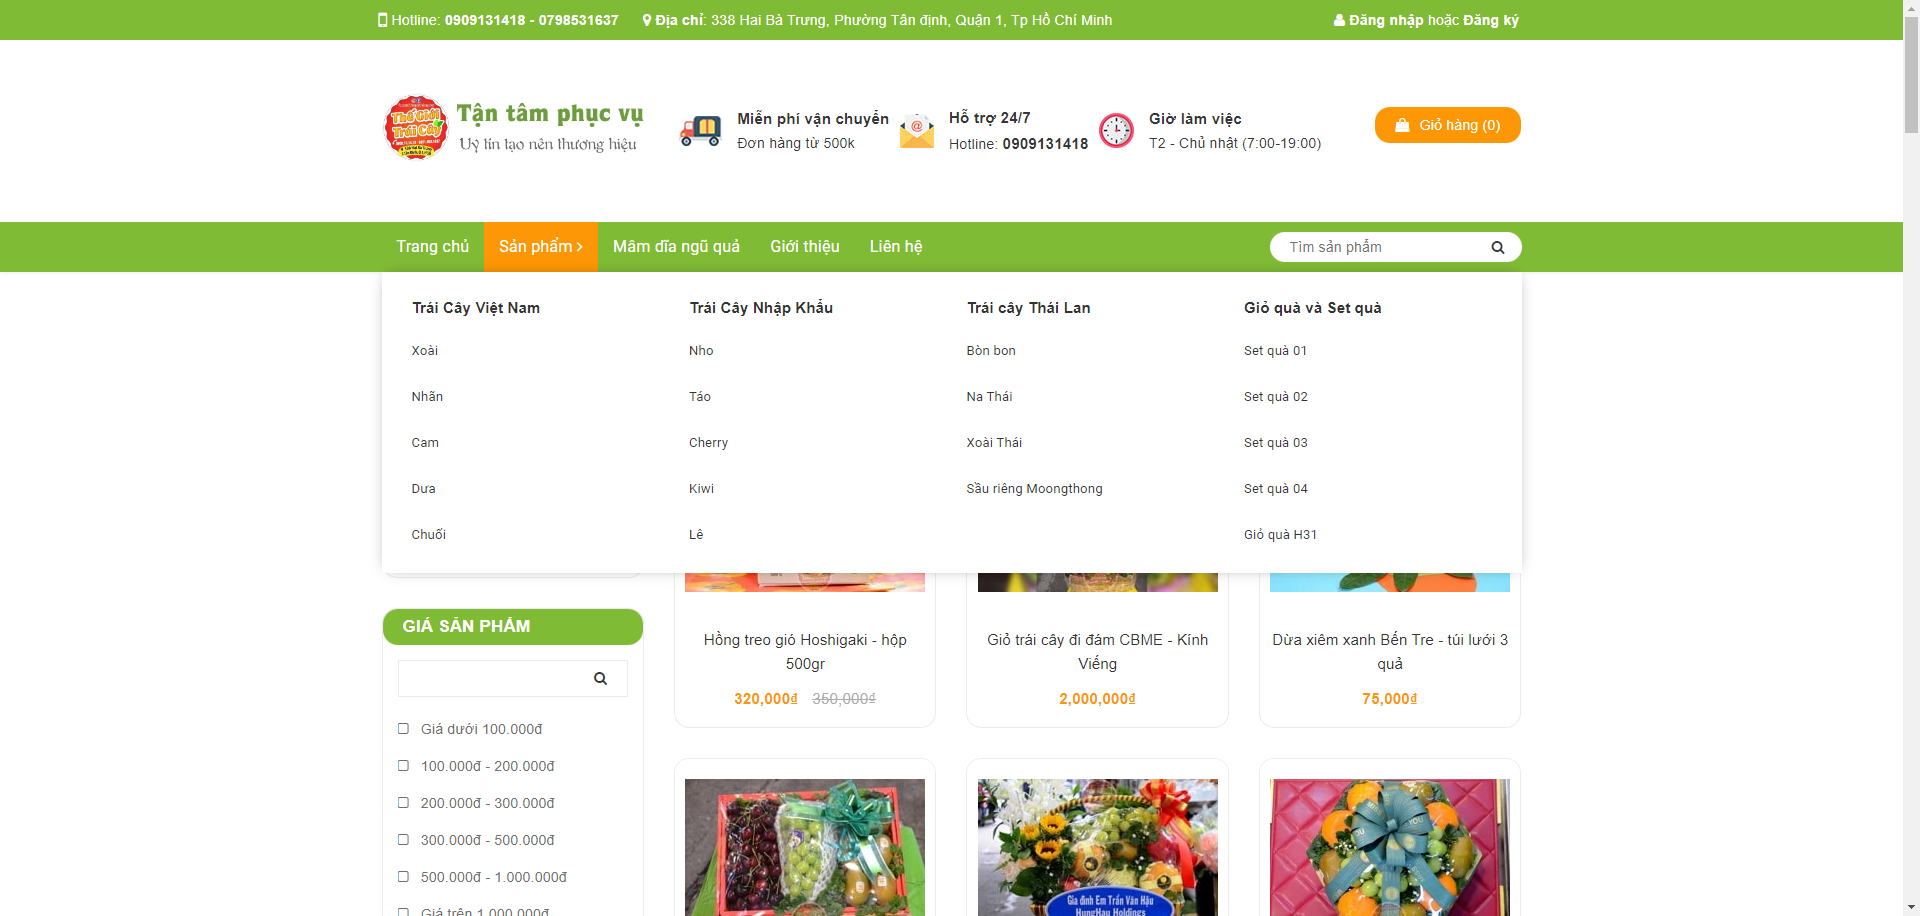 Hotline: 0909131418 - 0798531637 Địa chỉ: 338 Hai Bà Trưng, Phường Tân định, Quận 1, Tp Hồ Chí Minh Đăng nhập hoặc Đăng ký
Thế Giới
Trái Cây
Tận tâm phục vụ
Uy tín tạo nên thương hiệu
Miễn phí vận chuyển
Đơn hàng từ 500k
Hỗ trợ 24/7
Hotline: 0909131418
Giờ làm việc
T2 - Chủ nhật (7:00-19:00)
Giỏ hàng (0)
Trang chủ Sản phẩm Mâm dĩa ngũ quả Giới thiệu Liên hệ Tìm sản phẩm
Trái Cây Việt Nam
Xoài
Nhãn
Cam
Dưa
Chuối
Trái Cây Nhập Khẩu
Nho
Táo
Cherry
Kiwi
Lê
Trái cây Thái Lan
Bòn bon
Na Thái
Xoài Thái
Sầu riêng Moongthong
Giỏ quà và Set quà
Set quà 01
Set quà 02
Set quà 03
Set quà 04
Giỏ quà H31
GIÁ SẢN PHẨM
Giá dưới 100.000đ
100.000đ - 200.000đ
200.000đ - 300.000đ
300.000đ - 500.000đ
500.000đ - 1.000.000đ
Giá trên 1.000.000đ
Hồng treo gió Hoshigaki - hộp
500gr
320,000₫ 350,000₫
Giỏ trái cây đi đám CBME - Kính
Viếng
2,000,000₫
Dừa xiêm xanh Bến Tre - túi lưới 3
quả
75,000₫
Gia đình Em Trần Văn Hậu
HungHau Holdings